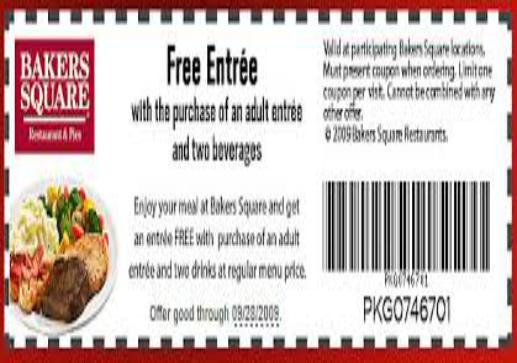 BAKERS
SQUARE
Restaurant & Pies
Free Entrée
with the purchase of an adult entrée
and two beverages
Enjoy your meal at Bakers Square and get
an entrée FREE with purchase of an adult
entrée and two drinks at regular menu price.
Offer good through 09/28/2009.
Valid at participating Bakers Square locations.
Must present coupon when ordering. Limit one
coupon per visit. Cannot be combined with any
other offer.
© 2009 Bakers Square Restaurants.
PKG0746701
PKG0746701